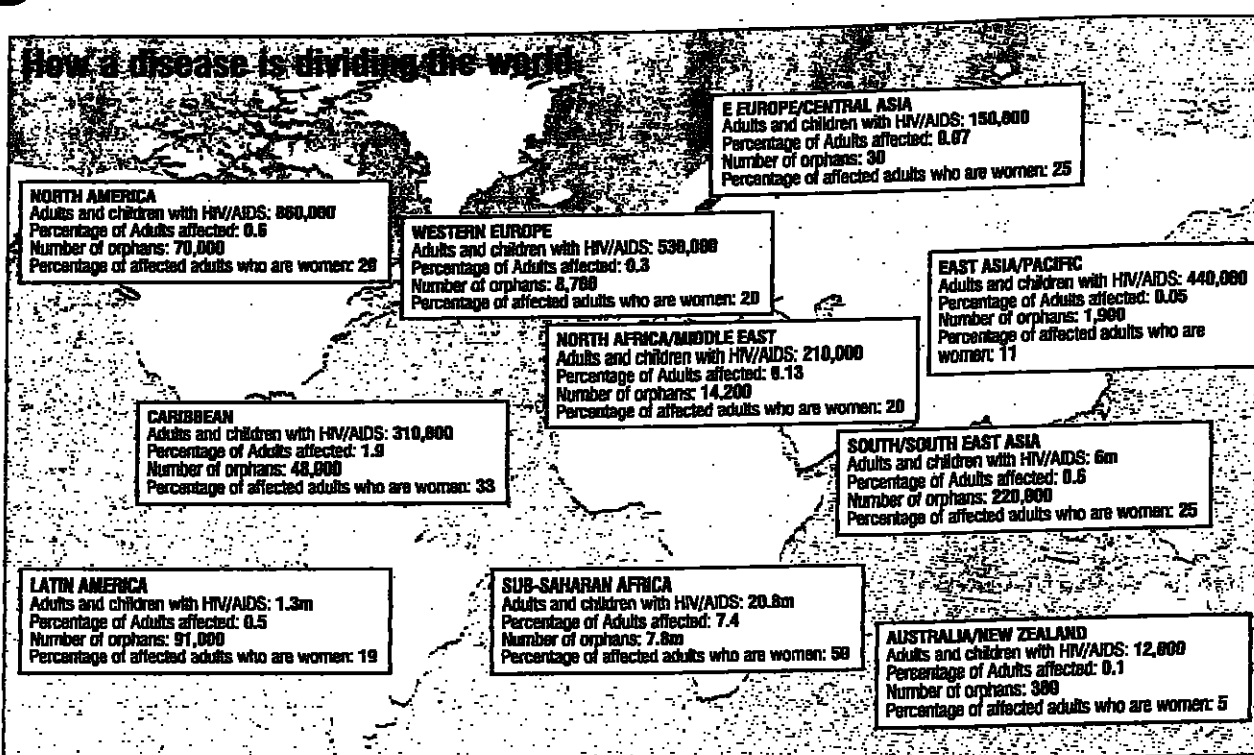 How a disease is dividing the world
E EUROPE/CENTRAL ASIA
Adults and children with HIV/AIDS: 150,000
Percentage of Adults affected: 0.07
Number of orphans: 30
Percentage of affected adults who are women: 25
NORTH AMERICA
Adults and children with HIV/AIDS: 860,000
Percentage of Adults affected: 0.6
Number of orphans: 70,000
Percentage of affected adults who are women: 20
WESTERN EUROPE
Adults and children with HIV/AIDS: 530,000
Percentage of Adults affected: 0.3
Number of orphans: 8,700
Percentage of affected adults who are women: 20
EAST ASIA/PACIFIC
Adults and children with HIV/AIDS: 440,000
Percentage of Adults affected: 0.05
Number of orphans: 1,900
Percentage of affected adults who are
women: 11
NORTH AFRICA/MIDDLE EAST
Adults and children with HIV/AIDS: 210,000
Percentage of Adults affected: 0.13
Number of orphans: 14,200
Percentage of affected adults who are women: 20
CARIBBEAN
Adults and children with HIV/AIDS: 310,000
Percentage of Adults affected: 1.9
Number of orphans: 48,000
Percentage of affected adults who are women: 33
SOUTH/SOUTH EAST ASIA
Adults and children with HIV/AIDS: 6m
Percentage of Adults affected: 0.6
Number of orphans: 220,000
Percentage of affected adults who are women: 25
LATIN AMERICA
Adults and children with HIV/AIDS: 1.3m
Percentage of Adults affected: 0.5
Number of orphans: 91,000
Percentage of affected adults who are women: 19
SUB-SAHARAN AFRICA
Adults and children with HIV/AIDS: 20.8m
Percentage of Adults affected: 7.4
Number of orphans: 7.8m
Percentage of affected adults who are women: 50
AUSTRALIA/NEW ZEALAND
Adults and children with HIV/AIDS: 12,000
Percentage of Adults affected: 0.1
Number of orphans: 300
Percentage of affected adults who are women: 5